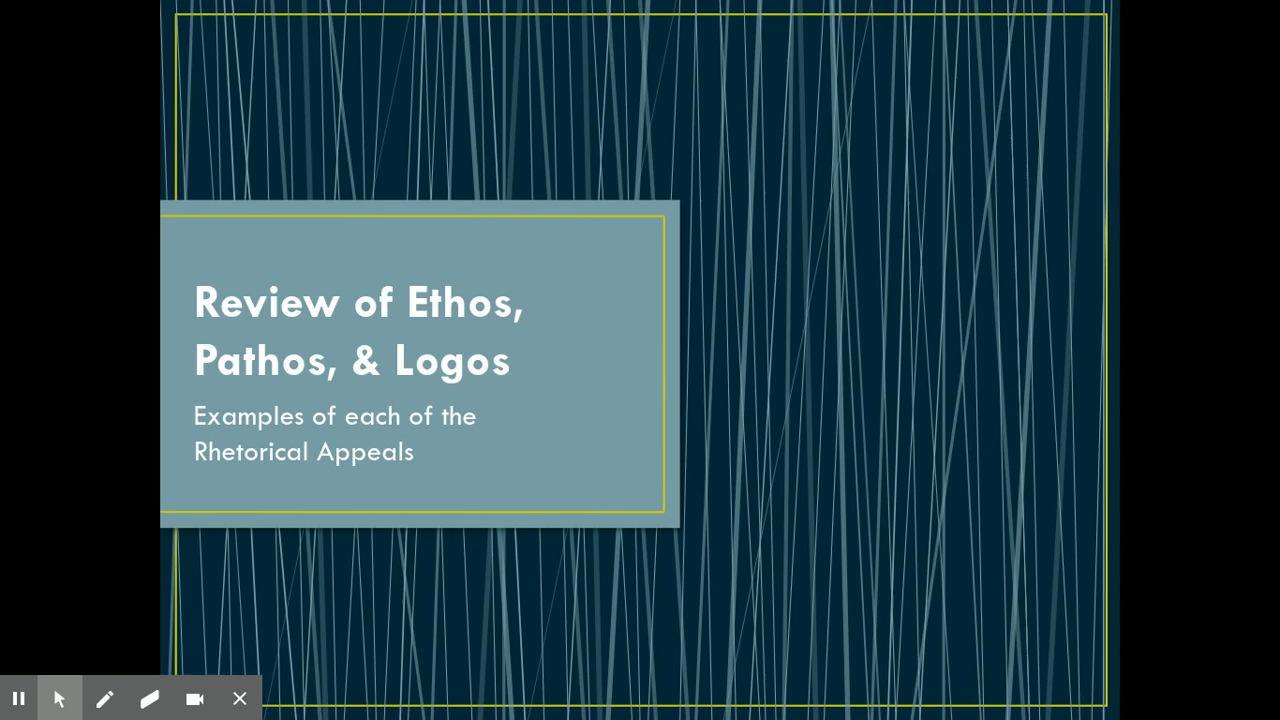 Review of Ethos,
Pathos, & Logos
Examples of each of the
Rhetorical Appeals